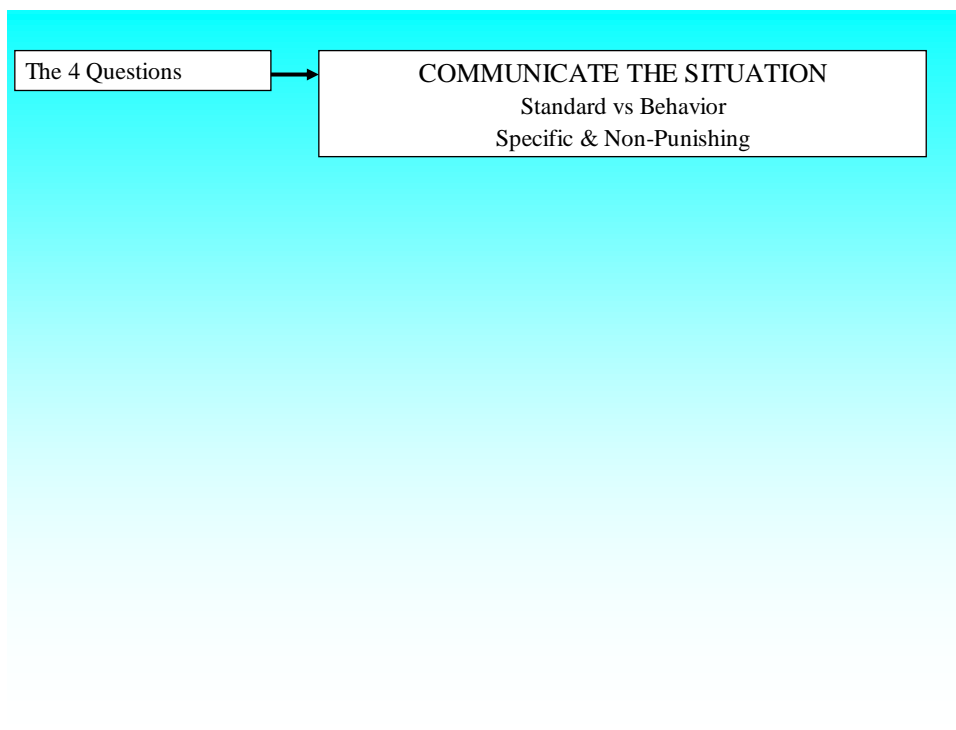 The 4 Questions
COMMUNICATE THE SITUATION
Standard vs Behavior
Specific & Non-Punishing